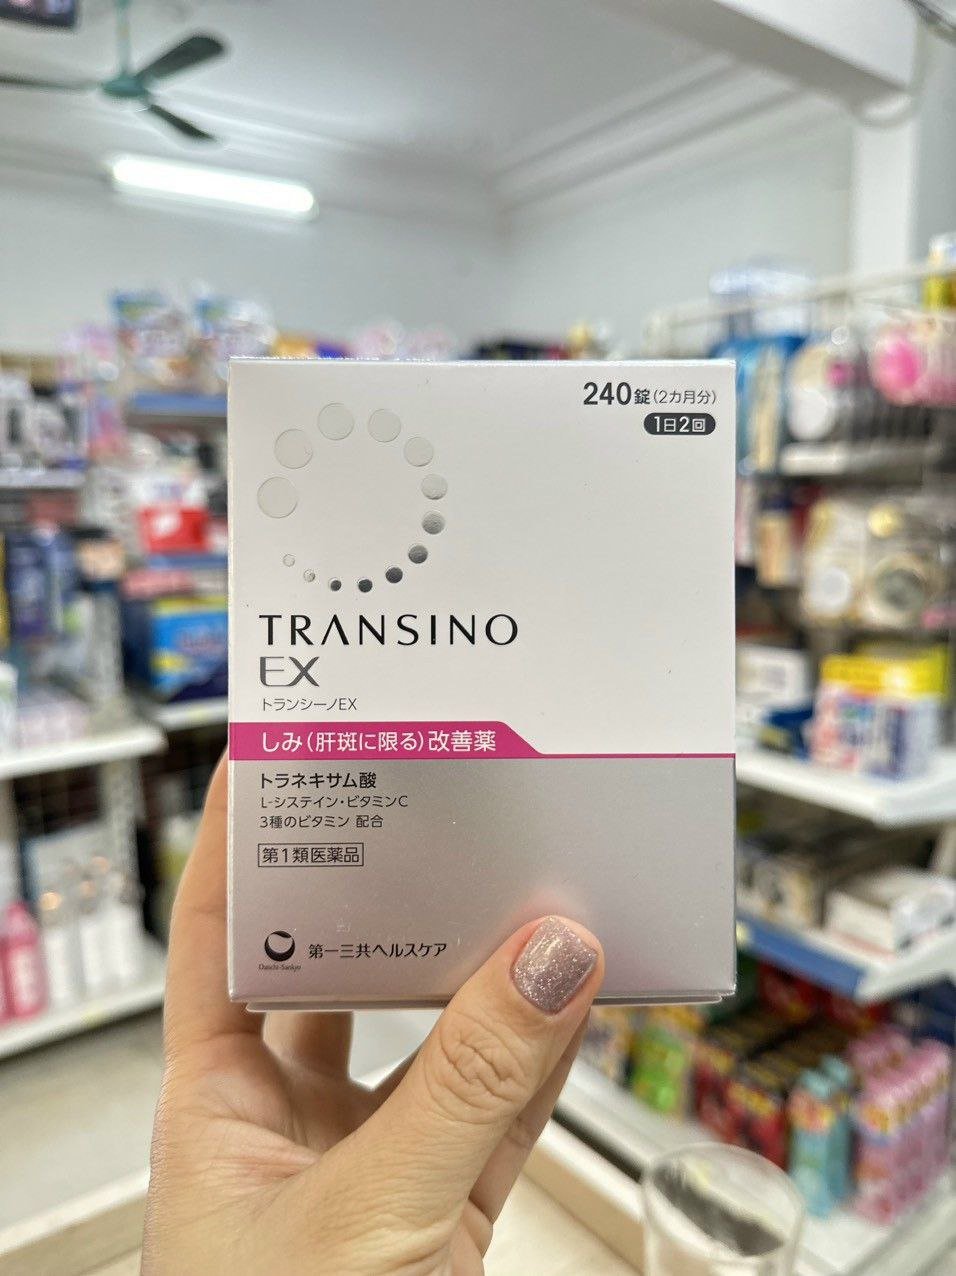 240錠(2カ月分)
1日2回
TRANSINO
EX
トランシーノEX
しみ(肝斑に限る)改善薬
トラネキサム酸
L-システイン・ビタミンC
3種のビタミン 配合
第1類医薬品
Daiichi-Sankyo
第一三共ヘルスケア